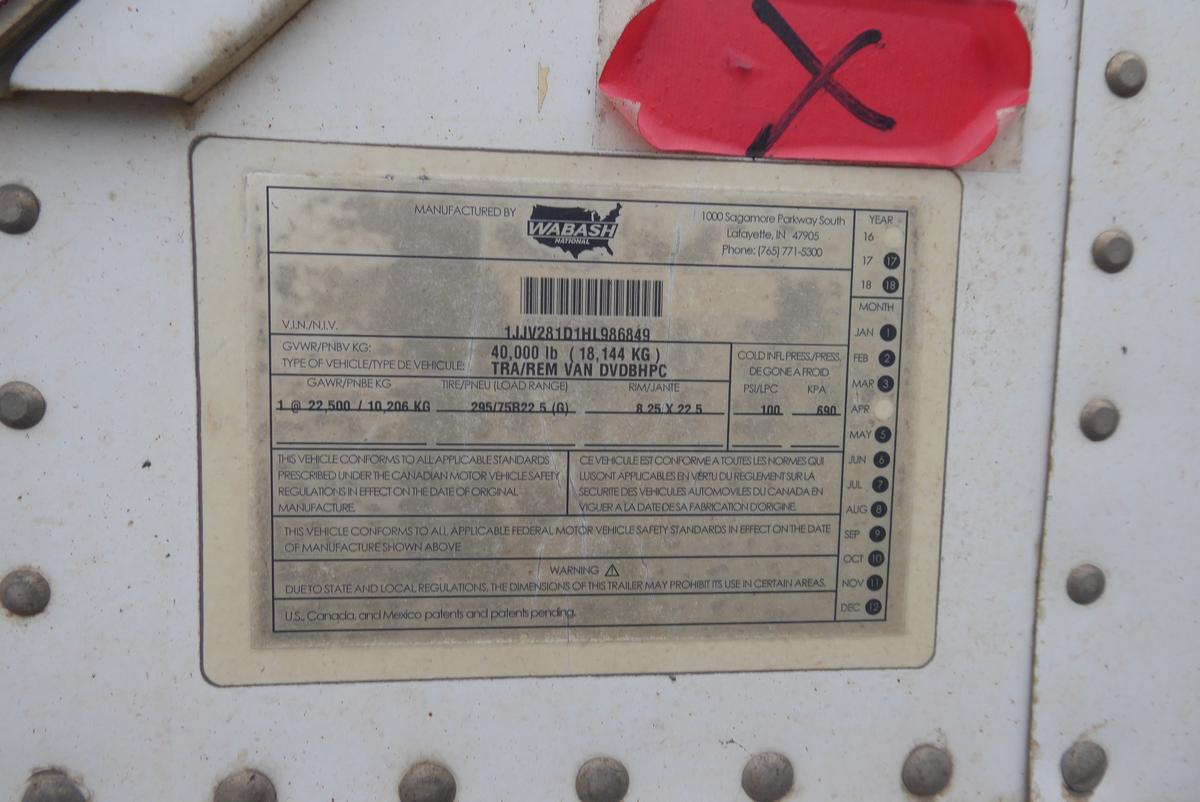 X
MANUFACTURED BY
WABASH
NATIONAL
1000 Sagamore Parkway South
Lafayette, IN 47905
Phone: (765) 771-5300
YEAR
16
17 17
18 18
V.I.N./N.I.V.
1JJV281D1HL986849
GVWR/PNBV KG:
40,000 lb ( 18,144 KG )
TYPE OF VEHICLE/TYPE DE VEHICULE:
TRA/REM VAN DVDBHPC
GAWR/PNBE KG
TIRE/PNEU (LOAD RANGE)
RIM/JANTE
COLD INFL PRESS./PRESS.
DE GONE A FROID
PSI/LPC KPA
1 @ 22,500 / 10,206 KG
295/75R22.5 (G)
8.25 X 22.5
100
690
THIS VEHICLE CONFORMS TO ALL APPLICABLE STANDARDS
PRESCRIBED UNDER THE CANADIAN MOTOR VEHICLE SAFETY
REGULATIONS IN EFFECT ON THE DATE OF ORIGINAL
MANUFACTURE.
CE VEHICULE EST CONFORME A TOUTES LES NORMES QUI
LUISONT APPLICABLES EN VERTU DU REGLEMENT SUR LA
SECURITE DES VEHICULES AUTOMOVILES DU CANADA EN
VIGUER A LA DATE DE SA FABRICATION D'ORIGINE.
THIS VEHICLE CONFORMS TO ALL APPLICABLE FEDERAL MOTOR VEHICLE SAFETY STANDARDS IN EFFECT ON THE DATE
OF MANUFACTURE SHOWN ABOVE
WARNING
DUE TO STATE AND LOCAL REGULATIONS, THE DIMENSIONS OF THIS TRAILER MAY PROHIBIT ITS USE IN CERTAIN AREAS.
U.S., Canada, and Mexico patents and patents pending.
MONTH
JAN 1
FEB 2
MAR 3
APR
MAY 5
JUN 6
JUL 7
AUG 8
SEP 9
OCT 10
NOV 11
DEC 12